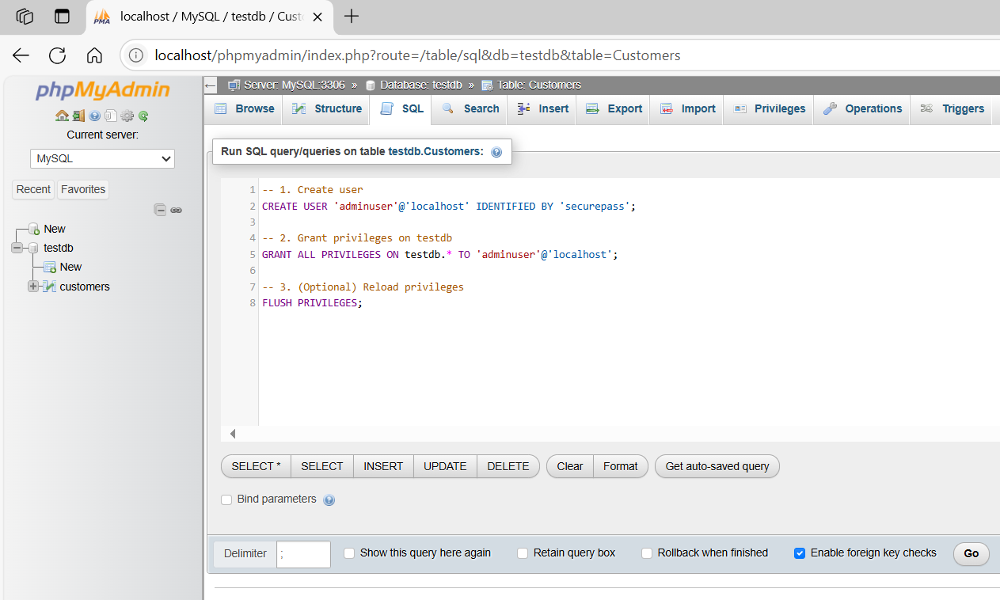 localhost / MySQL / testdb / Cust
localhost/phpmyadmin/index.php?route=/table/sql&db=testdb&table=Customers
phpMyAdmin
Current server:
MySQL
Recent Favorites
New
testdb
New
customers
Server: MySQL:3306 » Database: testdb » Table: Customers
Browse Structure SQL Search Insert Export Import Privileges Operations Triggers
Run SQL query/queries on table testdb.Customers:
1 -- 1. Create user
2 CREATE USER 'adminuser'@'localhost' IDENTIFIED BY 'securepass';
3
4 -- 2. Grant privileges on testdb
5 GRANT ALL PRIVILEGES ON testdb.* TO 'adminuser'@'localhost';
6
7 -- 3. (Optional) Reload privileges
8 FLUSH PRIVILEGES;
SELECT * SELECT INSERT UPDATE DELETE Clear Format Get auto-saved query
Bind parameters
Delimiter ; Show this query here again Retain query box Rollback when finished Enable foreign key checks Go